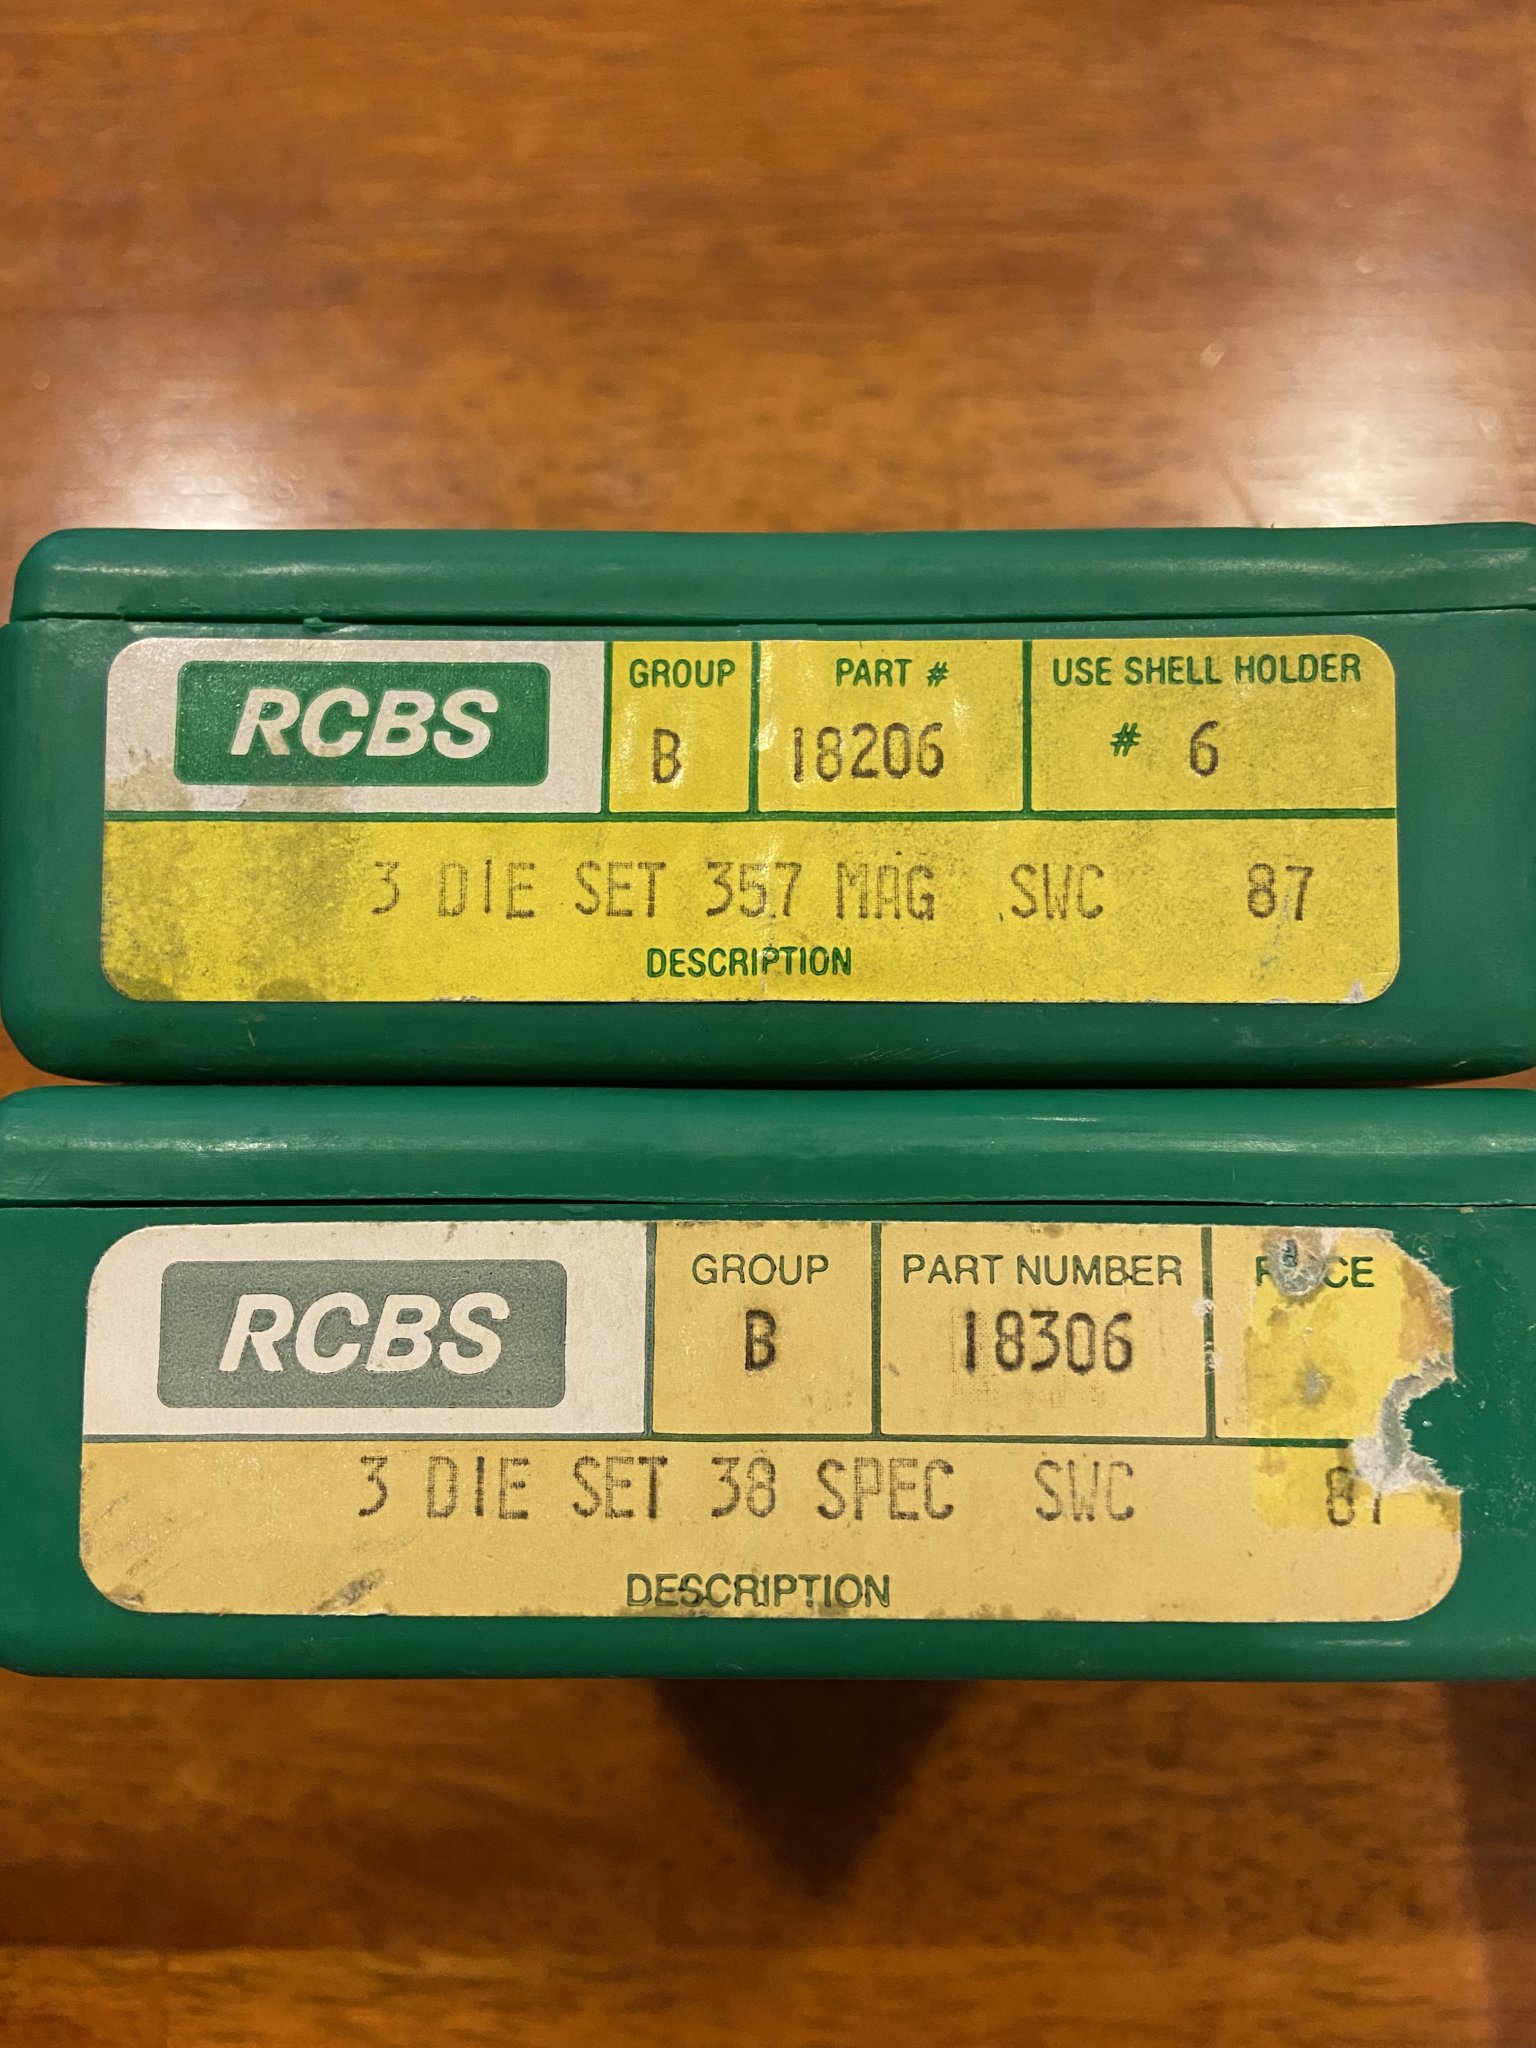 RCBS
GROUP PART # USE SHELL HOLDER
B 18206 # 6
3 DIE SET 357 MAG SWC 87
DESCRIPTION
RCBS
GROUP PART NUMBER
B 18306
3 DIE SET 38 SPEC SWC 87
DESCRIPTION